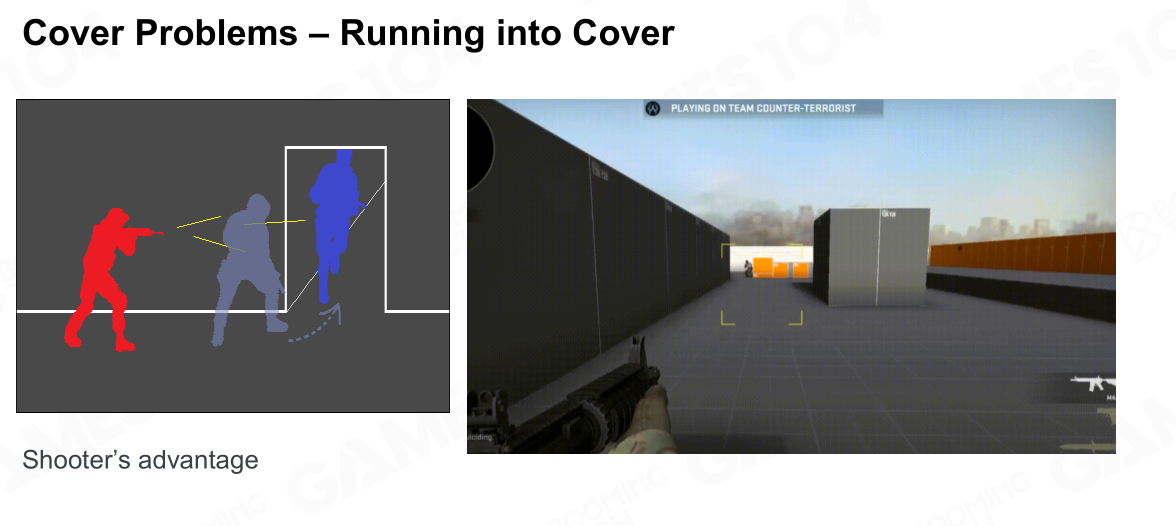 Cover Problems – Running into Cover
PLAYING ON TEAM COUNTER-TERRORIST
Shooter's advantage